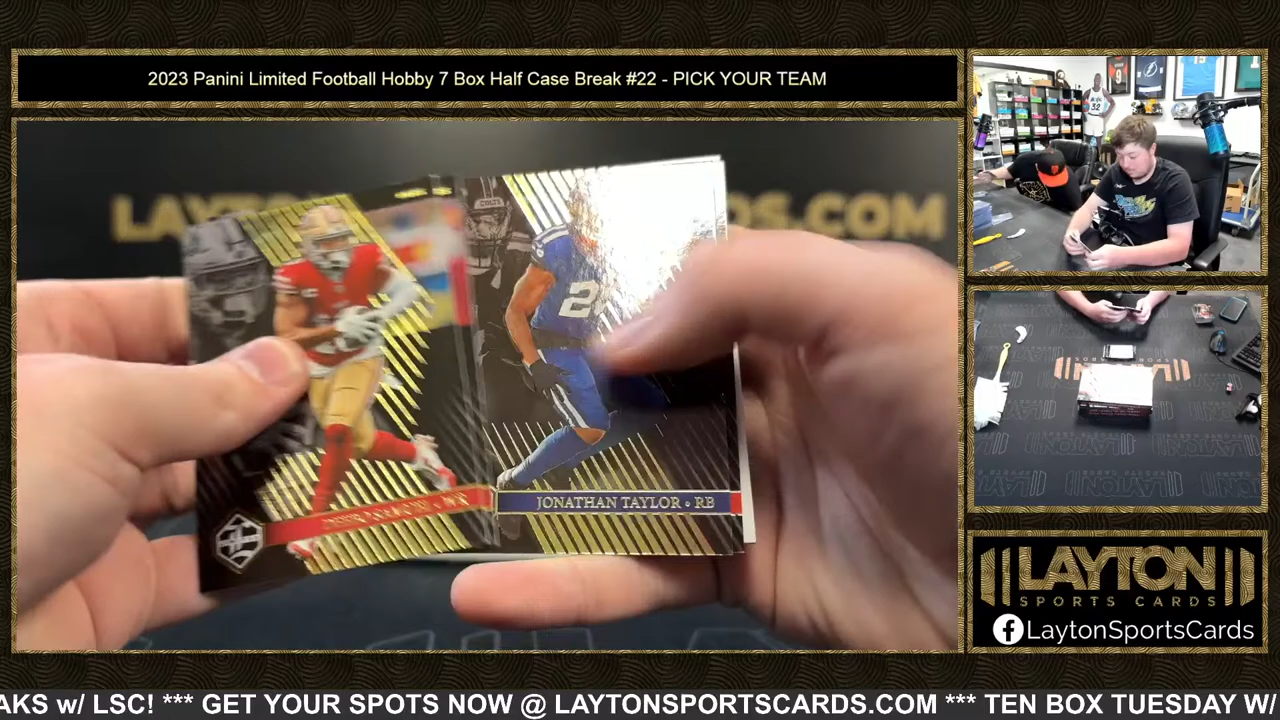 2023 Panini Limited Football Hobby 7 Box Half Case Break #22 - PICK YOUR TEAM
COLTS
JONATHAN TAYLOR • RB
LAYTON
SPORTS CARDS
LaytonSportsCards
AKS w/ LSC! *** GET YOUR SPOTS NOW @ LAYTONSPORTSCARDS.COM *** TEN BOX TUESDAY W/